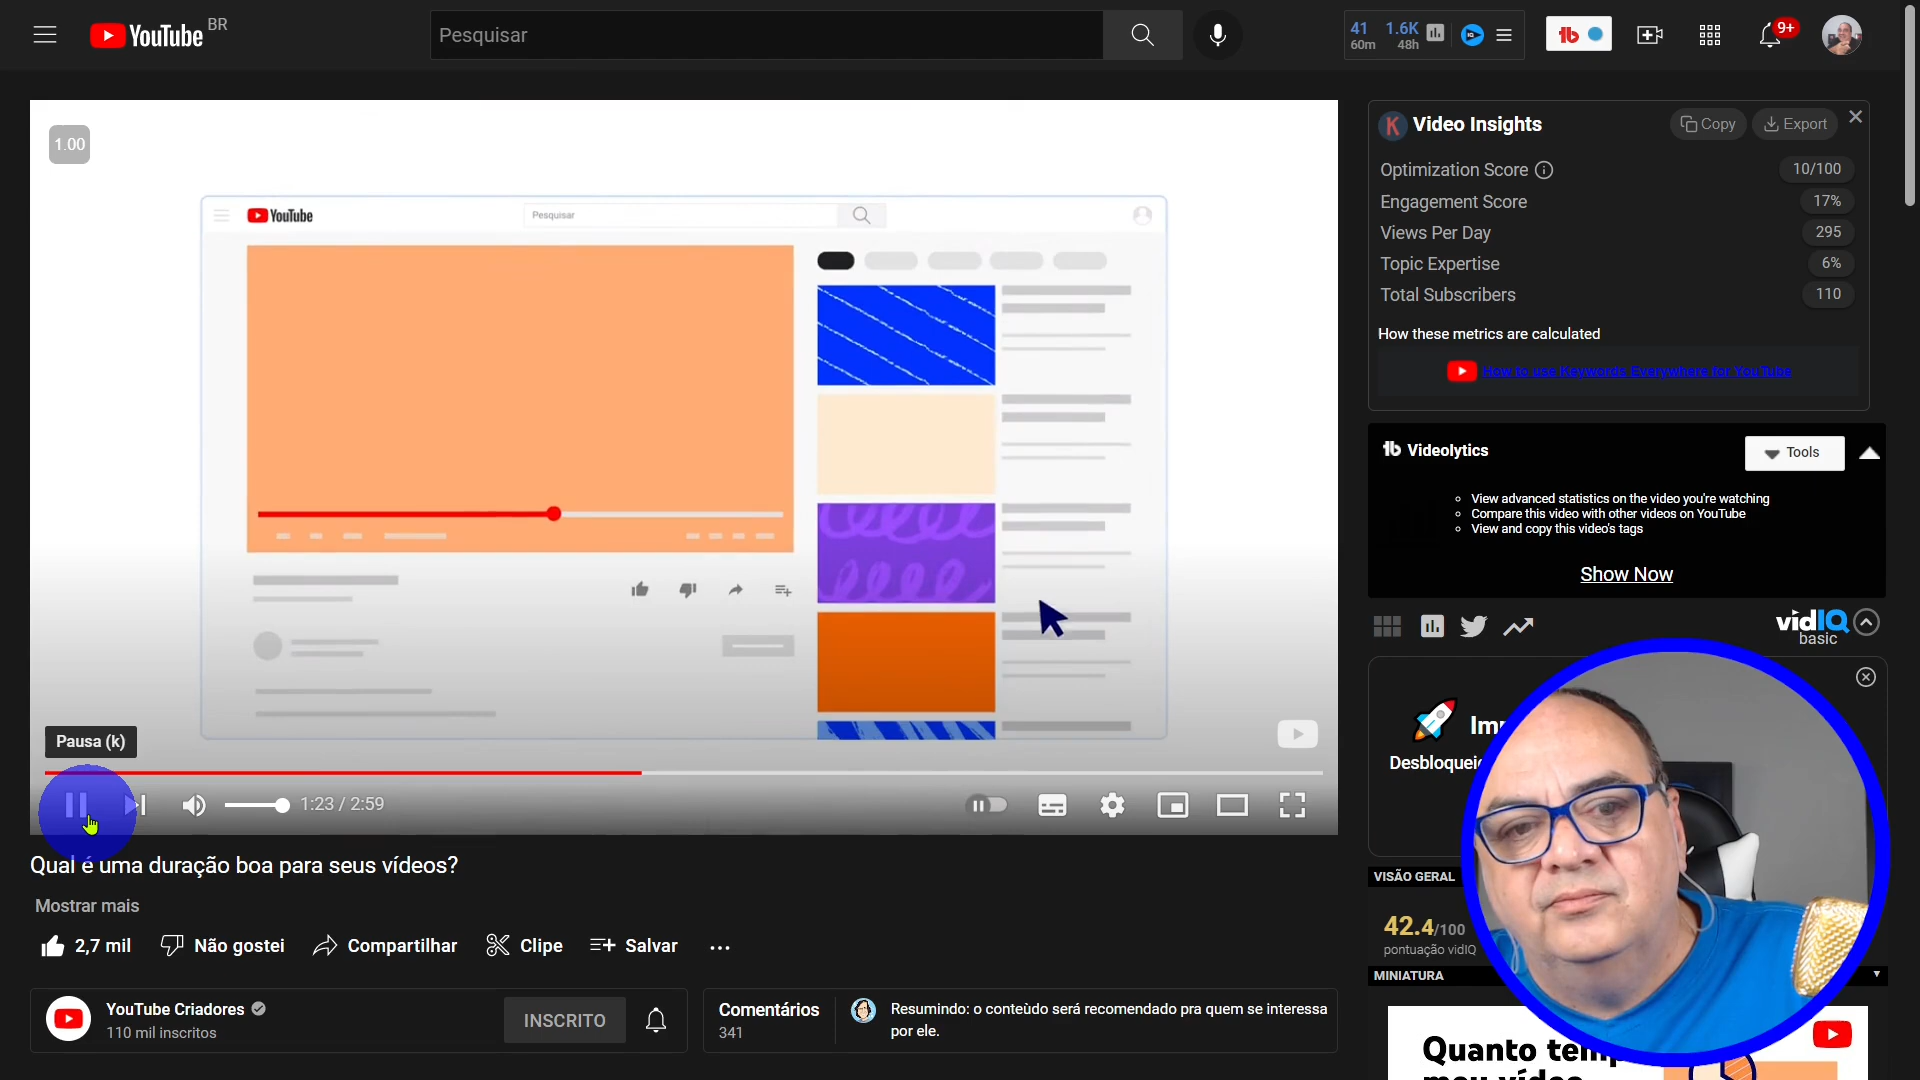 YouTube BR
Pesquisar
41 1.6K
60m 48h
9+
1.00
YouTube
Pesquisar
Pausa (k)
1:23 / 2:59
Qual é uma duração boa para seus vídeos?
Mostrar mais
2,7 mil Não gostei Compartilhar Clipe Salvar
YouTube Criadores
110 mil inscritos
INSCRITO
Comentários
341
Resumindo: o conteùdo será recomendado pra quem se interessa
por ele.
K Video Insights Copy Export
Optimization Score 10/100
Engagement Score 17%
Views Per Day 295
Topic Expertise 6%
Total Subscribers 110
How these metrics are calculated
How to use Keywords Everywhere for YouTube
tb Videolytics Tools
View advanced statistics on the video you're watching
Compare this video with other videos on YouTube
View and copy this video's tags
Show Now
vidIQ
basic
VISÃO GERAL
42.4/100
pontuação vidIQ
MINIATURA
Quanto